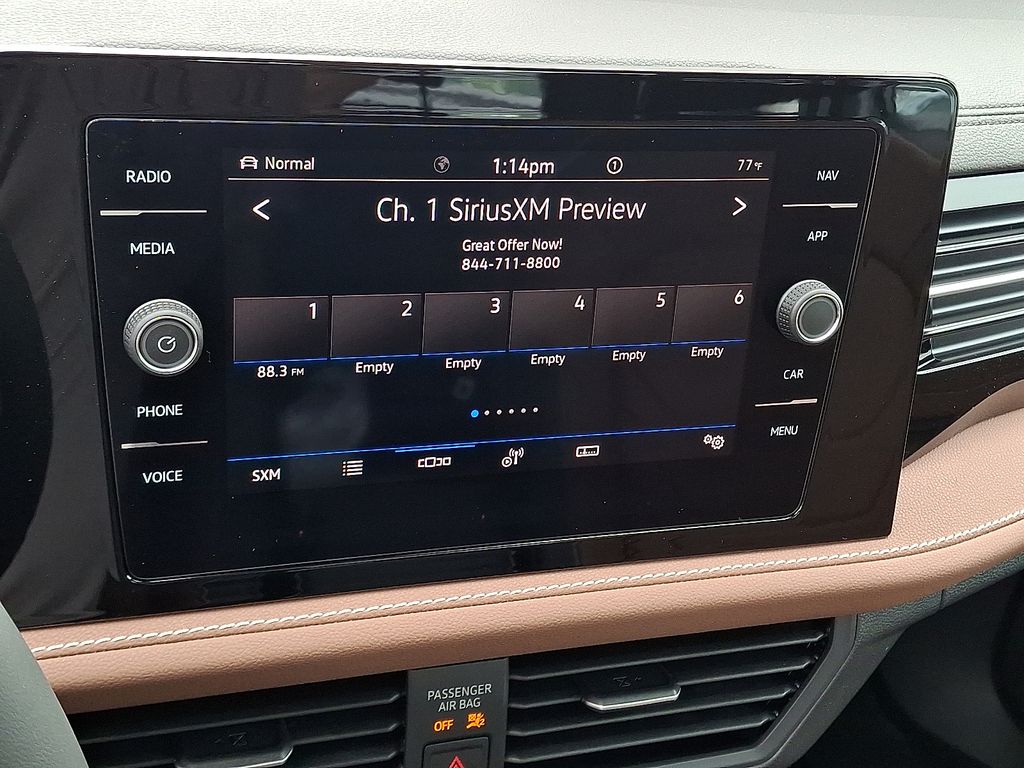 RADIO
MEDIA
PHONE
VOICE
Normal
1:14pm
1
77°F
Ch. 1 SiriusXM Preview
Great Offer Now!
844-711-8800
1
2
3
4
5
6
88.3 FM
Empty
Empty
Empty
Empty
Empty
SXM
NAV
APP
CAR
MENU
PASSENGER
AIR BAG
OFF